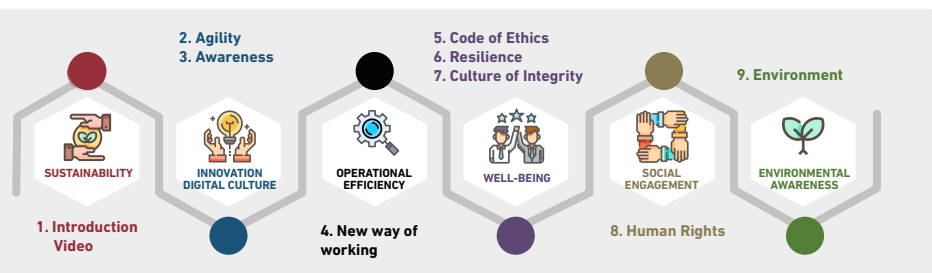 SUSTAINABILITY
1. Introduction
Video
2. Agility
3. Awareness
INNOVATION
DIGITAL CULTURE
OPERATIONAL
EFFICIENCY
4. New way of
working
5. Code of Ethics
6. Resilience
7. Culture of Integrity
WELL-BEING
SOCIAL
ENGAGEMENT
8. Human Rights
9. Environment
ENVIRONMENTAL
AWARENESS